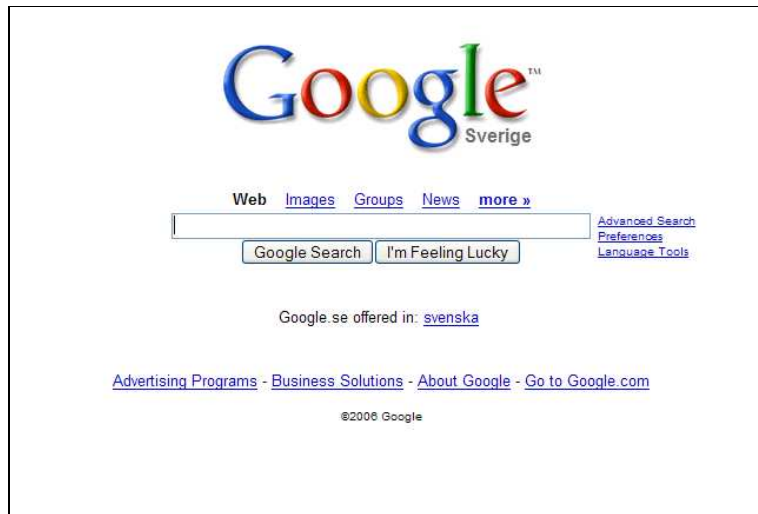 Google™
Sverige
Web Images Groups News more »
Advanced Search
Preferences
Language Tools
Google Search I'm Feeling Lucky
Google.se offered in: svenska
Advertising Programs - Business Solutions - About Google - Go to Google.com
©2006 Google